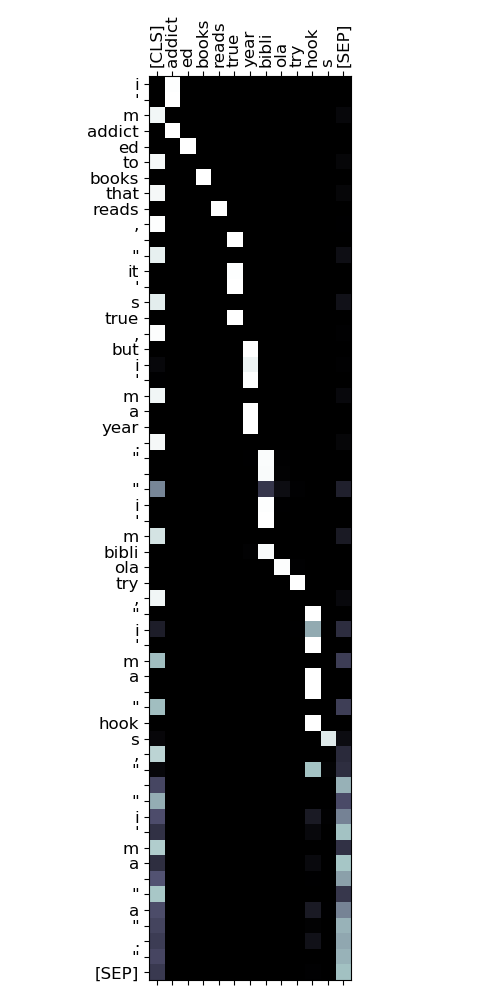 [CLS]
addict
ed
books
reads
true
year
bibli
ola
try
hook
s
[SEP]
i
'
m
addict
ed
to
books
that
reads
,
"
it
'
s
true
,
but
i
'
m
a
year
.
"
"
i
'
m
bibli
ola
try
,
"
i
'
m
a
"
hook
s
,
"
"
i
'
m
a
"
a
"
.
"
[SEP]